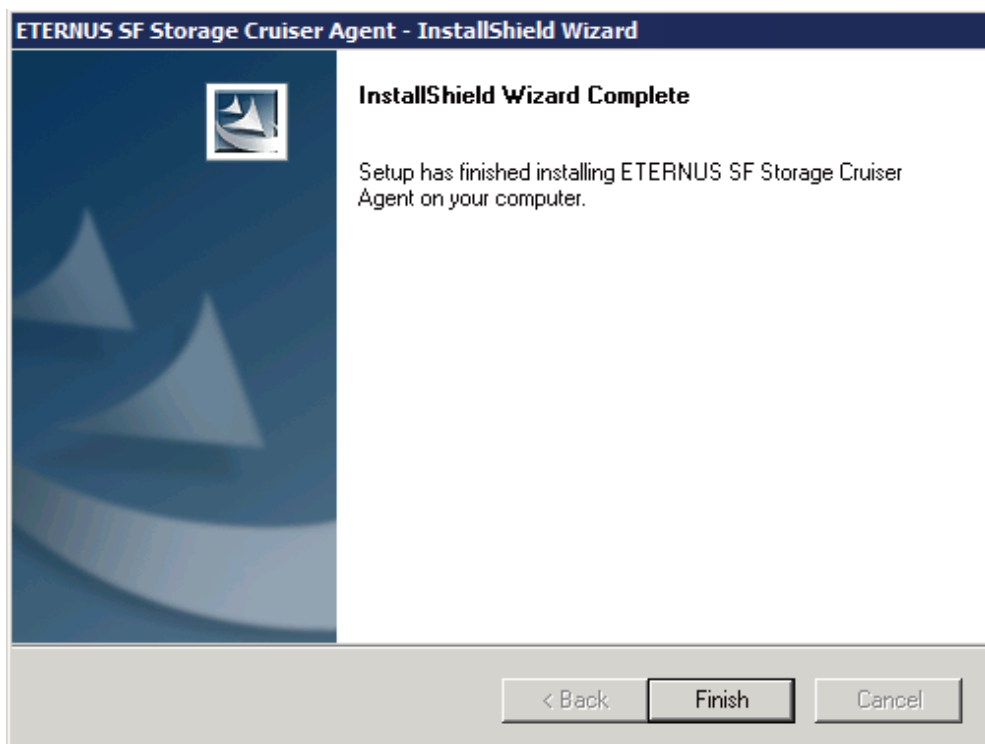 ETERNUS SF Storage Cruiser Agent - InstallShield Wizard
InstallShield Wizard Complete
Setup has finished installing ETERNUS SF Storage Cruiser
Agent on your computer.
< Back
Finish
Cancel